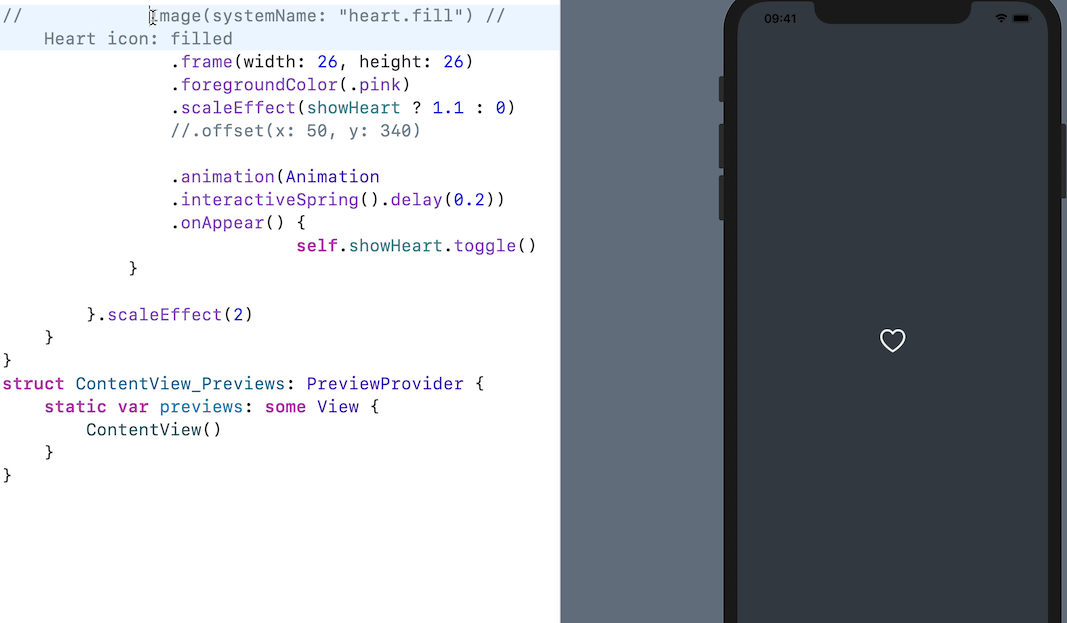 //            Image(systemName: "heart.fill") //
    Heart icon: filled
                .frame(width: 26, height: 26)
                .foregroundColor(.pink)
                .scaleEffect(showHeart ? 1.1 : 0)
                //.offset(x: 50, y: 340)
                .animation(Animation
                .interactiveSpring().delay(0.2))
                .onAppear() {
                            self.showHeart.toggle()
            }
        }.scaleEffect(2)
    }
}
struct ContentView_Previews: PreviewProvider {
    static var previews: some View {
        ContentView()
    }
}
09:41